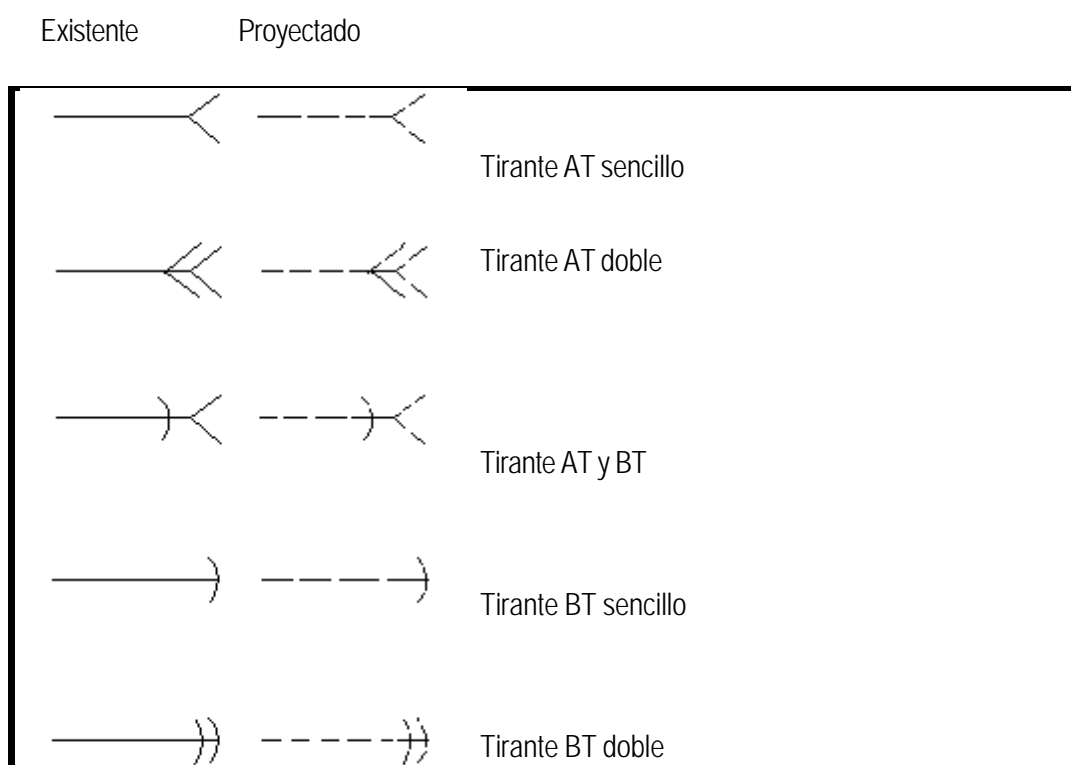 Existente Proyectado
Tirante AT sencillo
Tirante AT doble
Tirante AT y BT
Tirante BT sencillo
Tirante BT doble